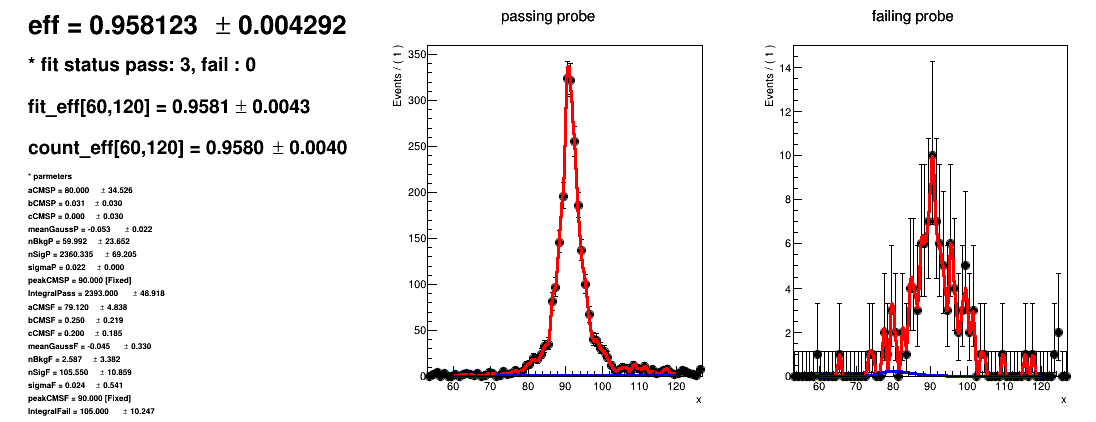 eff = 0.958123 ± 0.004292
* fit status pass: 3, fail : 0
fit_eff[60,120] = 0.9581 ± 0.0043
count_eff[60,120] = 0.9580 ± 0.0040
* parmeters
aCMSP = 80.000 ± 34.526
bCMSP = 0.031 ± 0.030
cCMSP = 0.000 ± 0.030
meanGaussP = -0.053 ± 0.022
nBkgP = 59.992 ± 23.652
nSigP = 2360.335 ± 69.205
sigmaP = 0.022 ± 0.000
peakCMSP = 90.000 [Fixed]
IntegralPass = 2393.000 ± 48.918
aCMSF = 79.120 ± 4.838
bCMSF = 0.250 ± 0.219
cCMSF = 0.200 ± 0.185
meanGaussF = -0.045 ± 0.330
nBkgF = 2.587 ± 3.382
nSigF = 105.550 ± 10.859
sigmaF = 0.024 ± 0.541
peakCMSF = 90.000 [Fixed]
IntegralFail = 105.000 ± 10.247
passing probe
Events / ( 1 )
350
300
250
200
150
100
50
0
60 70 80 90 100 110 120
x
failing probe
Events / ( 1 )
14
12
10
8
6
4
2
0
60 70 80 90 100 110 120
x